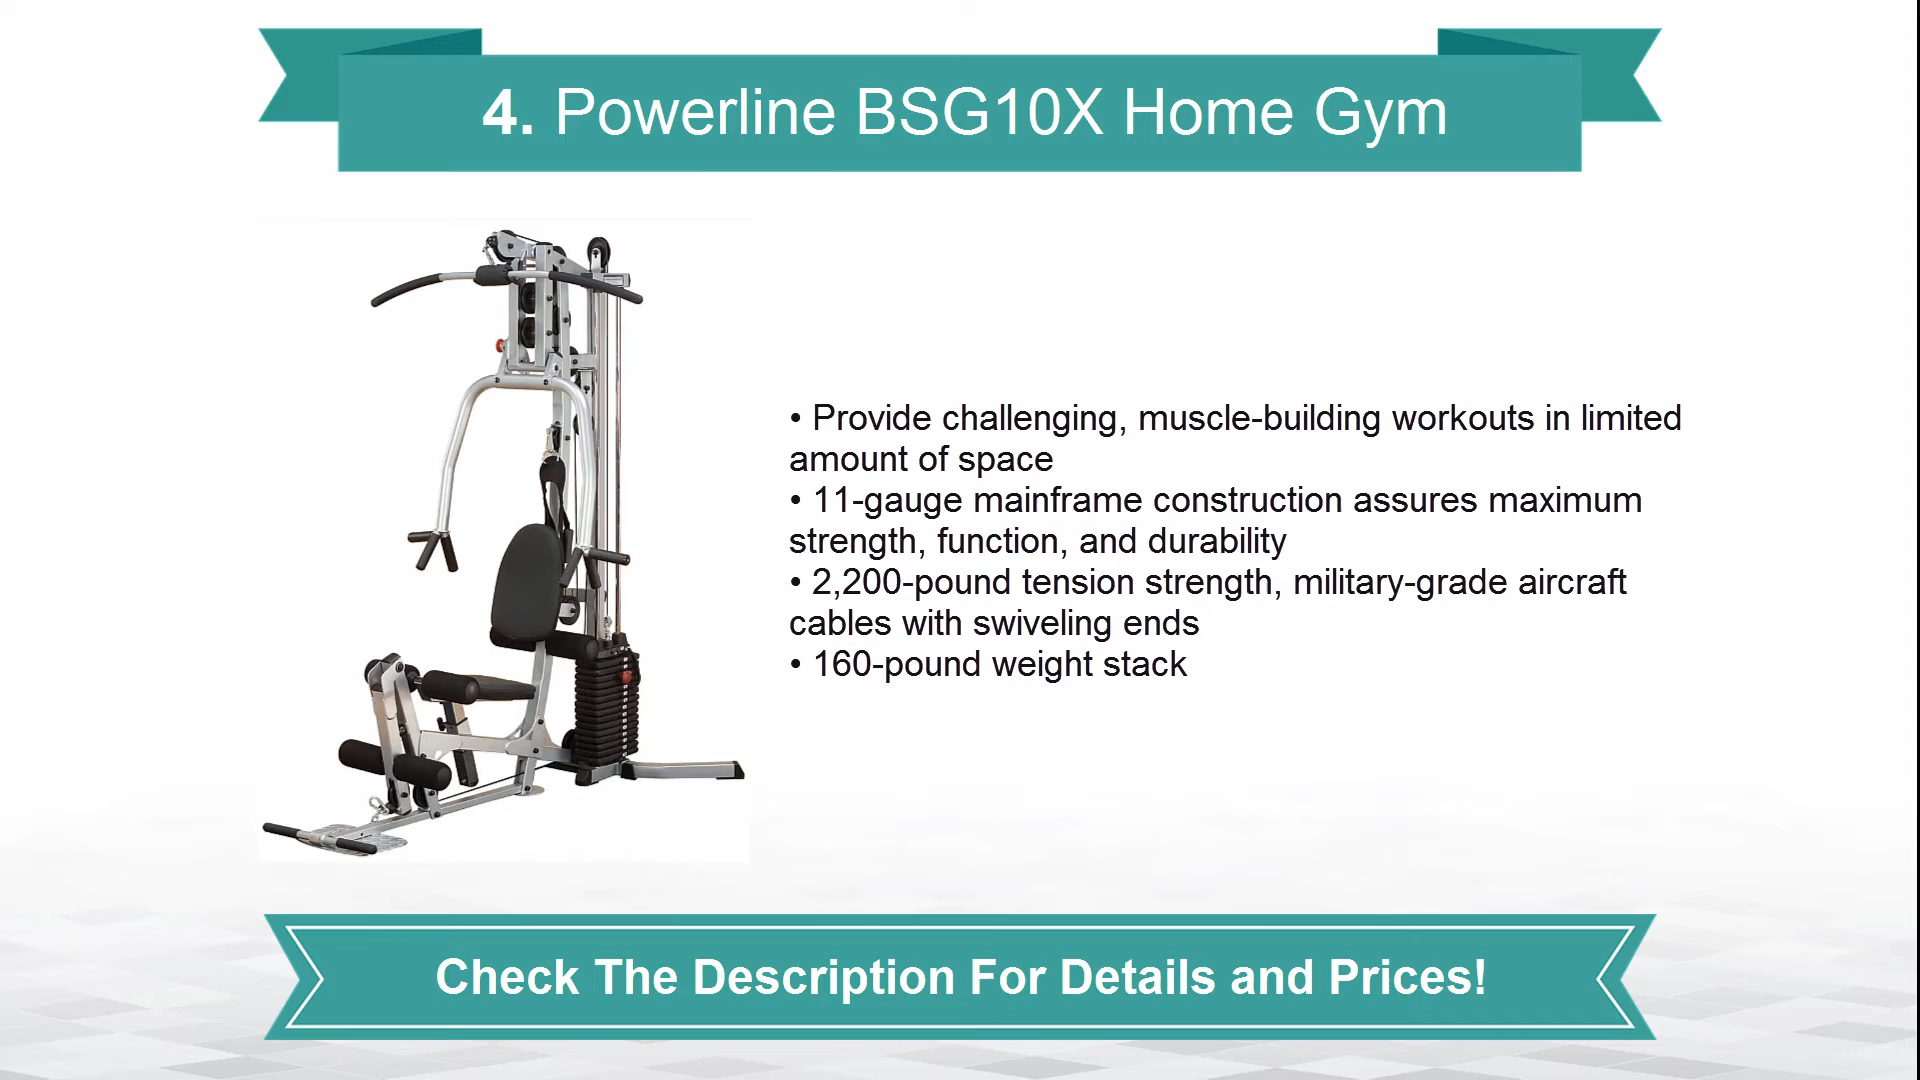 4. Powerline BSG10X Home Gym
• Provide challenging, muscle-building workouts in limited
amount of space
• 11-gauge mainframe construction assures maximum
strength, function, and durability
• 2,200-pound tension strength, military-grade aircraft
cables with swiveling ends
• 160-pound weight stack
Check The Description For Details and Prices!